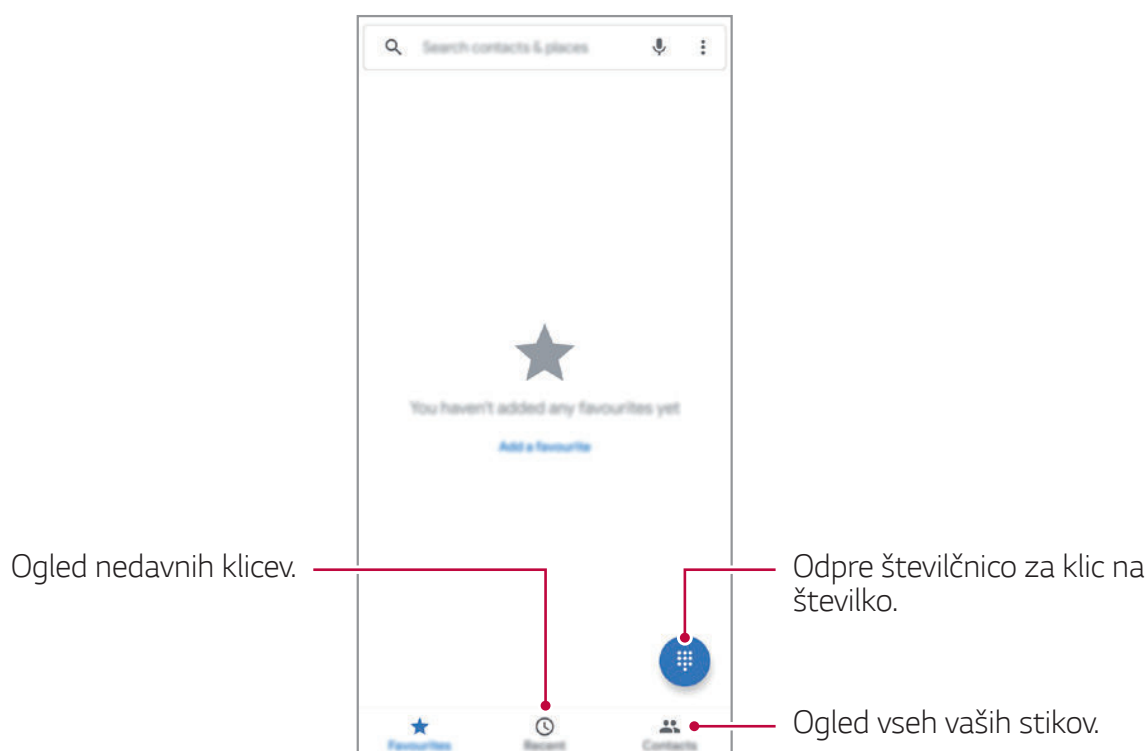 Search contacts & places
You haven't added any favourites yet
Add a favourite
Ogled nedavnih klicev.
Odpre številčnico za klic na
številko.
Ogled vseh vaših stikov.
Favourites
Recent
Contacts